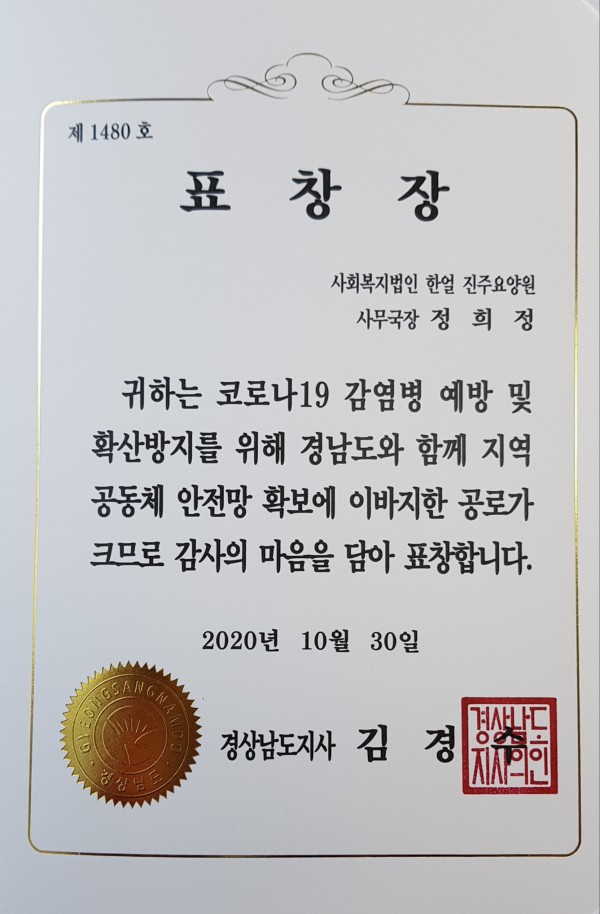 제 1480 호
표 창 장
사회복지법인 한얼 진주요양원
사무국장 정 희 정
귀하는 코로나19 감염병 예방 및
확산방지를 위해 경남도와 함께 지역
공동체 안전망 확보에 이바지한 공로가
크므로 감사의 마음을 담아 표창합니다.
2020년 10월 30일
GYEONGSANGNAMDO
경상남도
경상남도지사 김 경 수
경상남도
지사의인